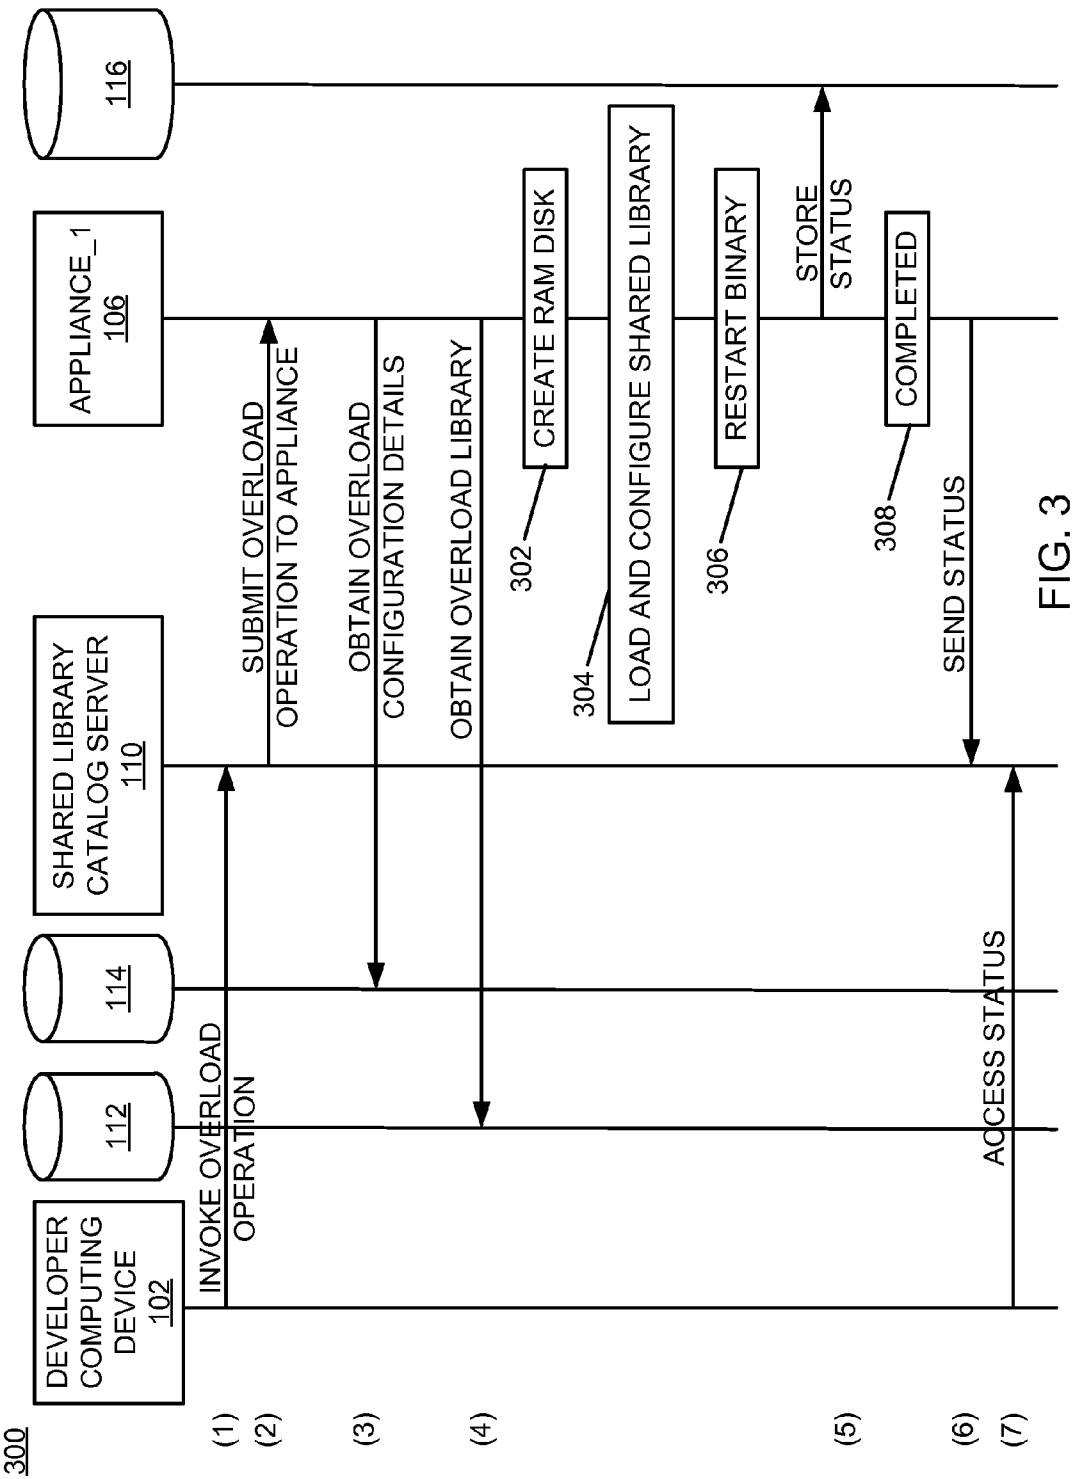 300
DEVELOPER
COMPUTING
DEVICE
102
112
114
SHARED LIBRARY
CATALOG SERVER
110
APPLIANCE_1
106
116
(1)
INVOKE OVERLOAD
OPERATION
(2)
SUBMIT OVERLOAD
OPERATION TO APPLIANCE
(3)
OBTAIN OVERLOAD
CONFIGURATION DETAILS
(4)
OBTAIN OVERLOAD LIBRARY
302
CREATE RAM DISK
304
LOAD AND CONFIGURE SHARED LIBRARY
306
RESTART BINARY
(5)
STORE
STATUS
308
COMPLETED
(6)
SEND STATUS
(7)
ACCESS STATUS
FIG. 3